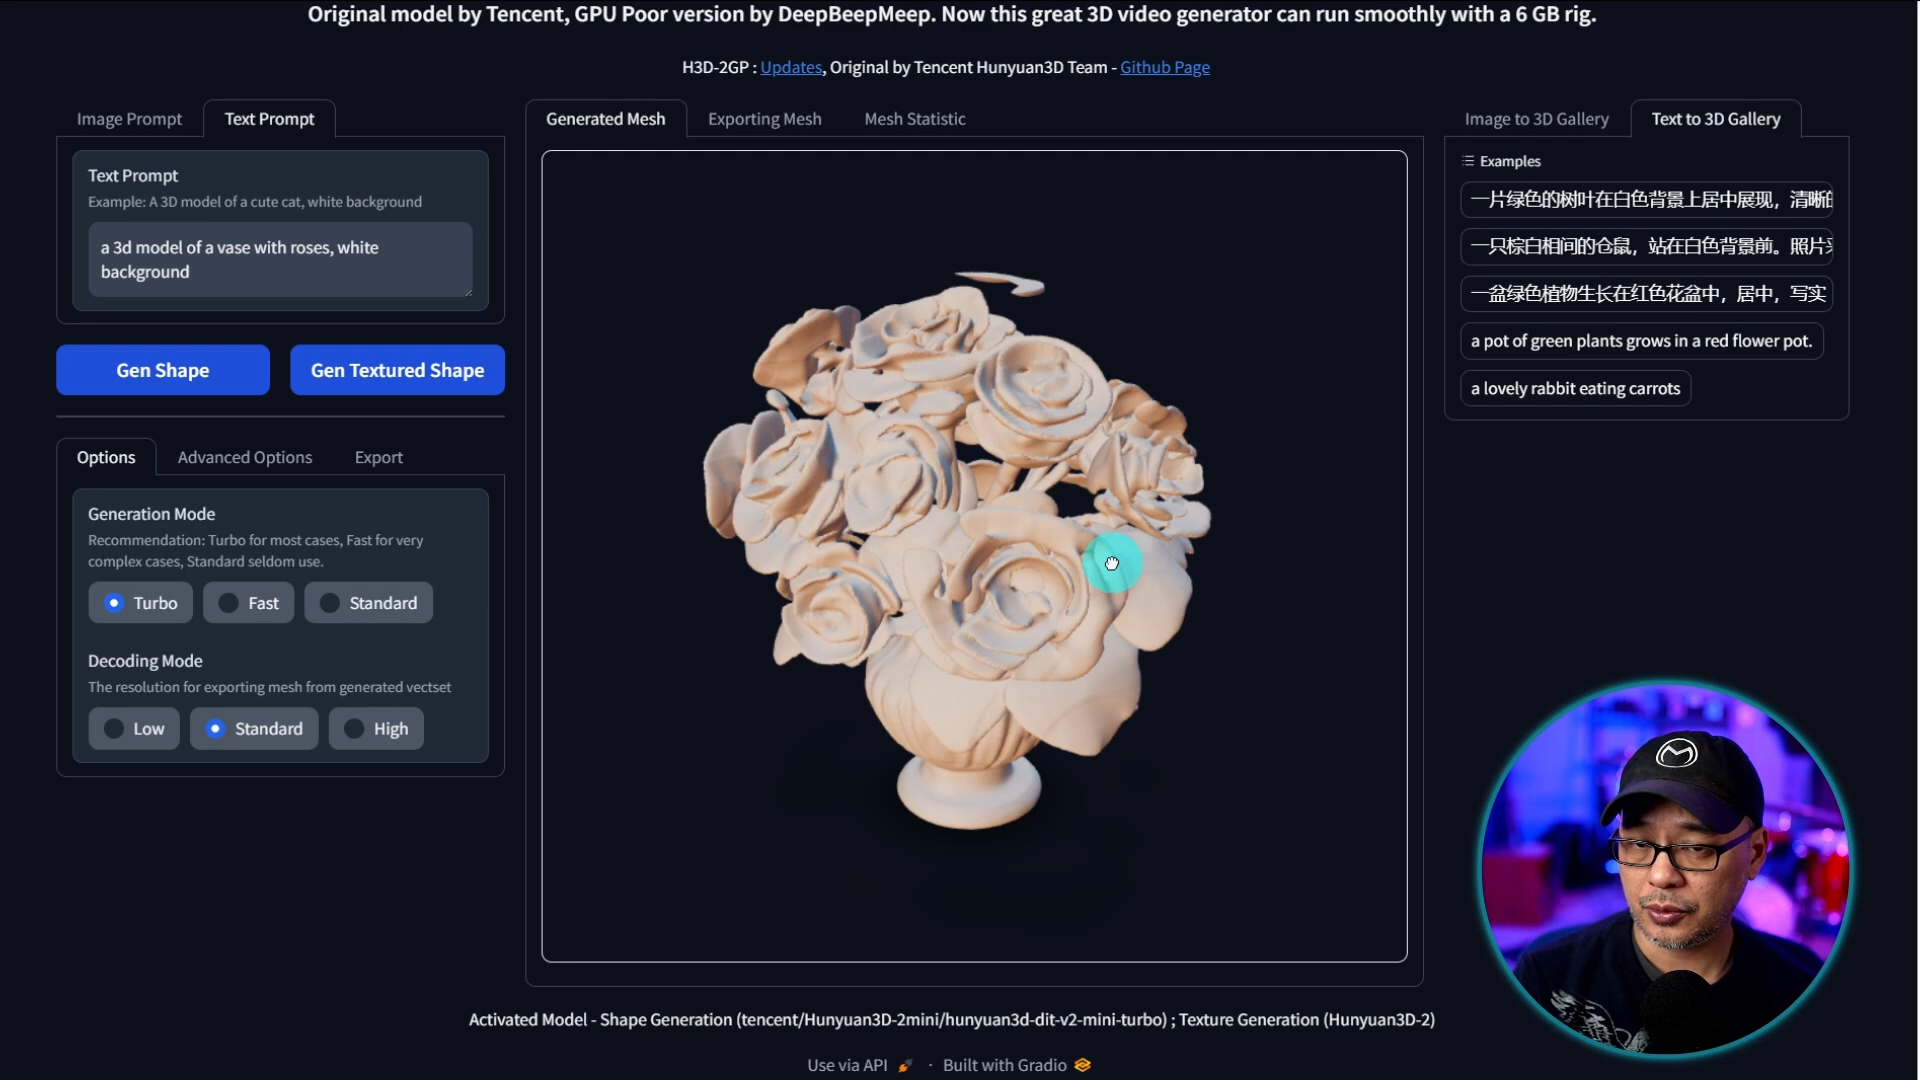 Original model by Tencent, GPU Poor version by DeepBeepMeep. Now this great 3D video generator can run smoothly with a 6 GB rig.
H3D-2GP : Updates, Original by Tencent Hunyuan3D Team - Github Page
Image Prompt
Text Prompt
Text Prompt
Example: A 3D model of a cute cat, white background
a 3d model of a vase with roses, white
background
Gen Shape
Gen Textured Shape
Options
Advanced Options
Export
Generation Mode
Recommendation: Turbo for most cases, Fast for very
complex cases, Standard seldom use.
Turbo
Fast
Standard
Decoding Mode
The resolution for exporting mesh from generated vectset
Low
Standard
High
Generated Mesh
Exporting Mesh
Mesh Statistic
Image to 3D Gallery
Text to 3D Gallery
Examples
一片绿色的树叶在白色背景上居中展现，清晰
一只棕白相间的仓鼠，站在白色背景前。照片
一盆绿色植物生长在红色花盆中，居中，写实
a pot of green plants grows in a red flower pot.
a lovely rabbit eating carrots
Activated Model - Shape Generation (tencent/Hunyuan3D-2mini/hunyuan3d-dit-v2-mini-turbo) ; Texture Generation (Hunyuan3D-2)
Use via API · Built with Gradio